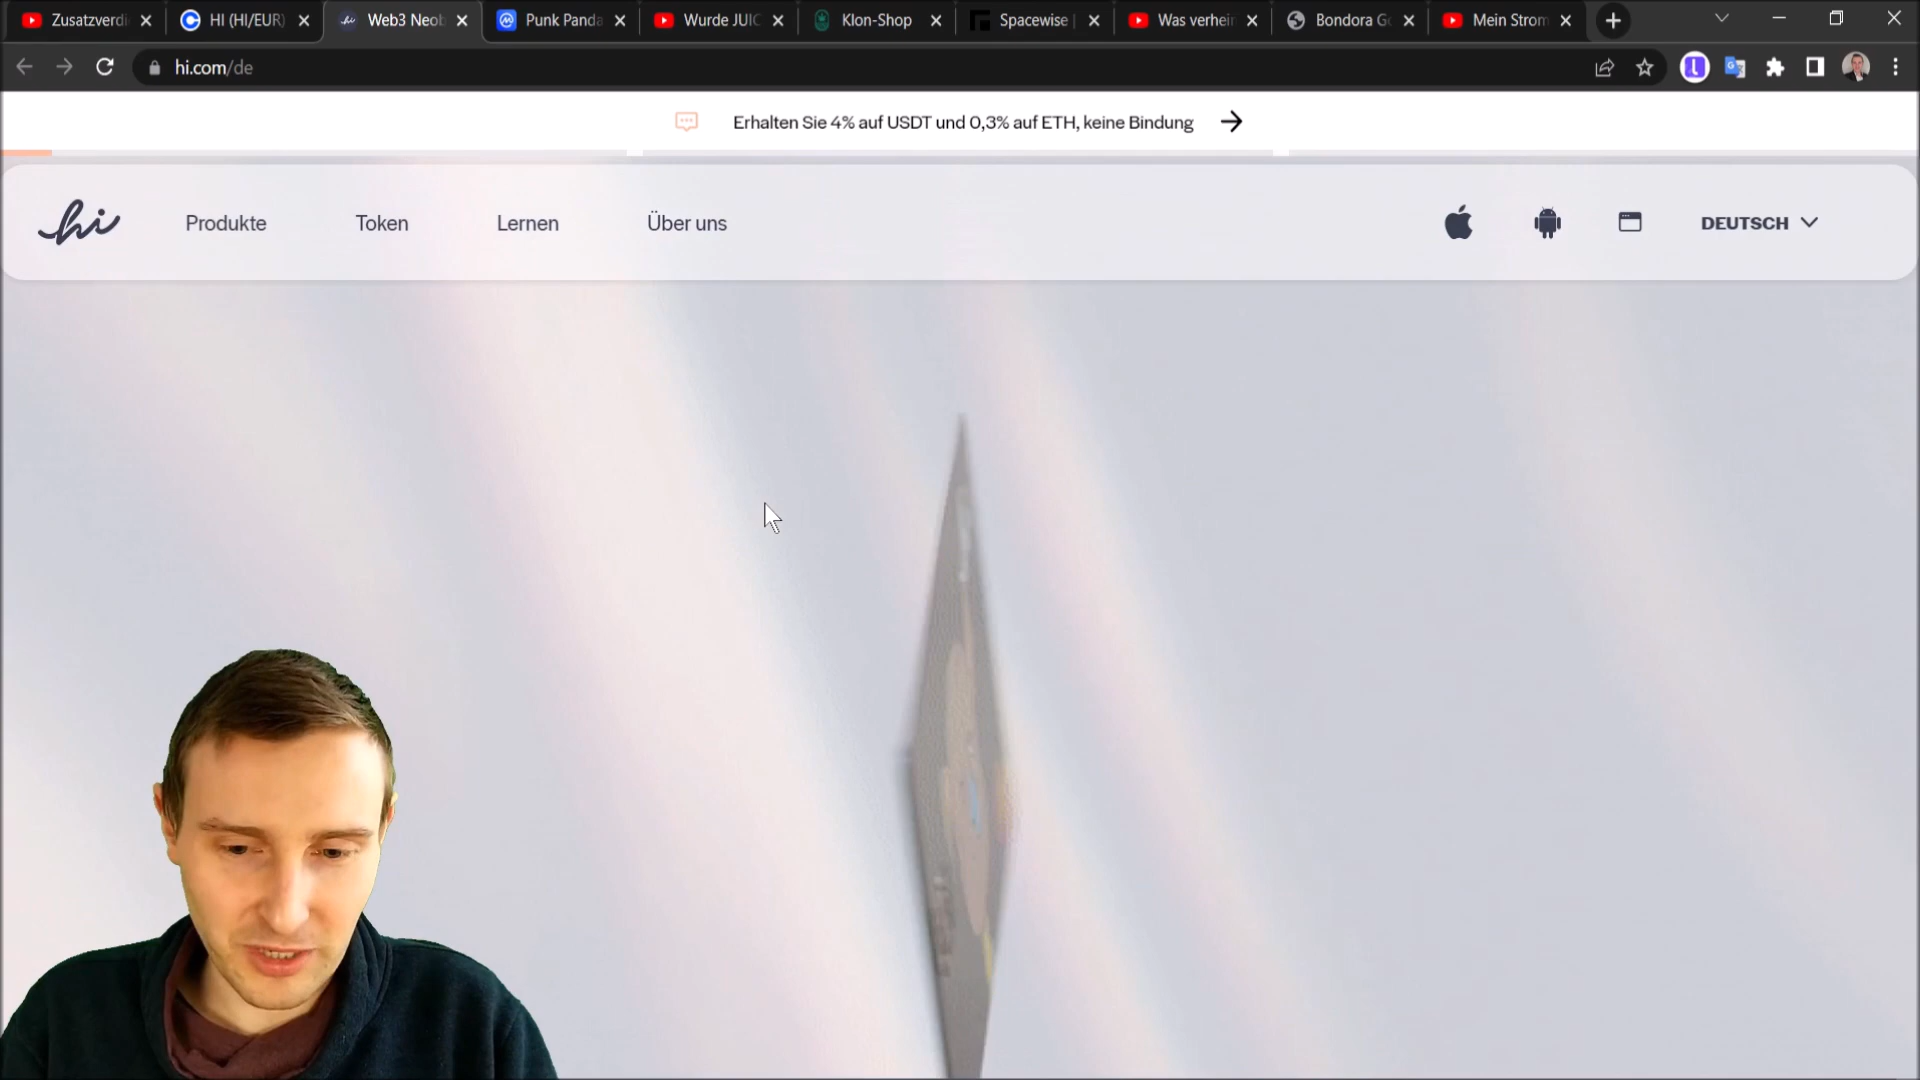 Zusatzverdi
HI (HI/EUR)
Web3 Neob
Punk Panda
Wurde JUIC
Klon-Shop
Spacewise |
Was verhei
Bondora G
Mein Strom
hi.com/de
Erhalten Sie 4% auf USDT und 0,3% auf ETH, keine Bindung
hi
Produkte
Token
Lernen
Über uns
DEUTSCH